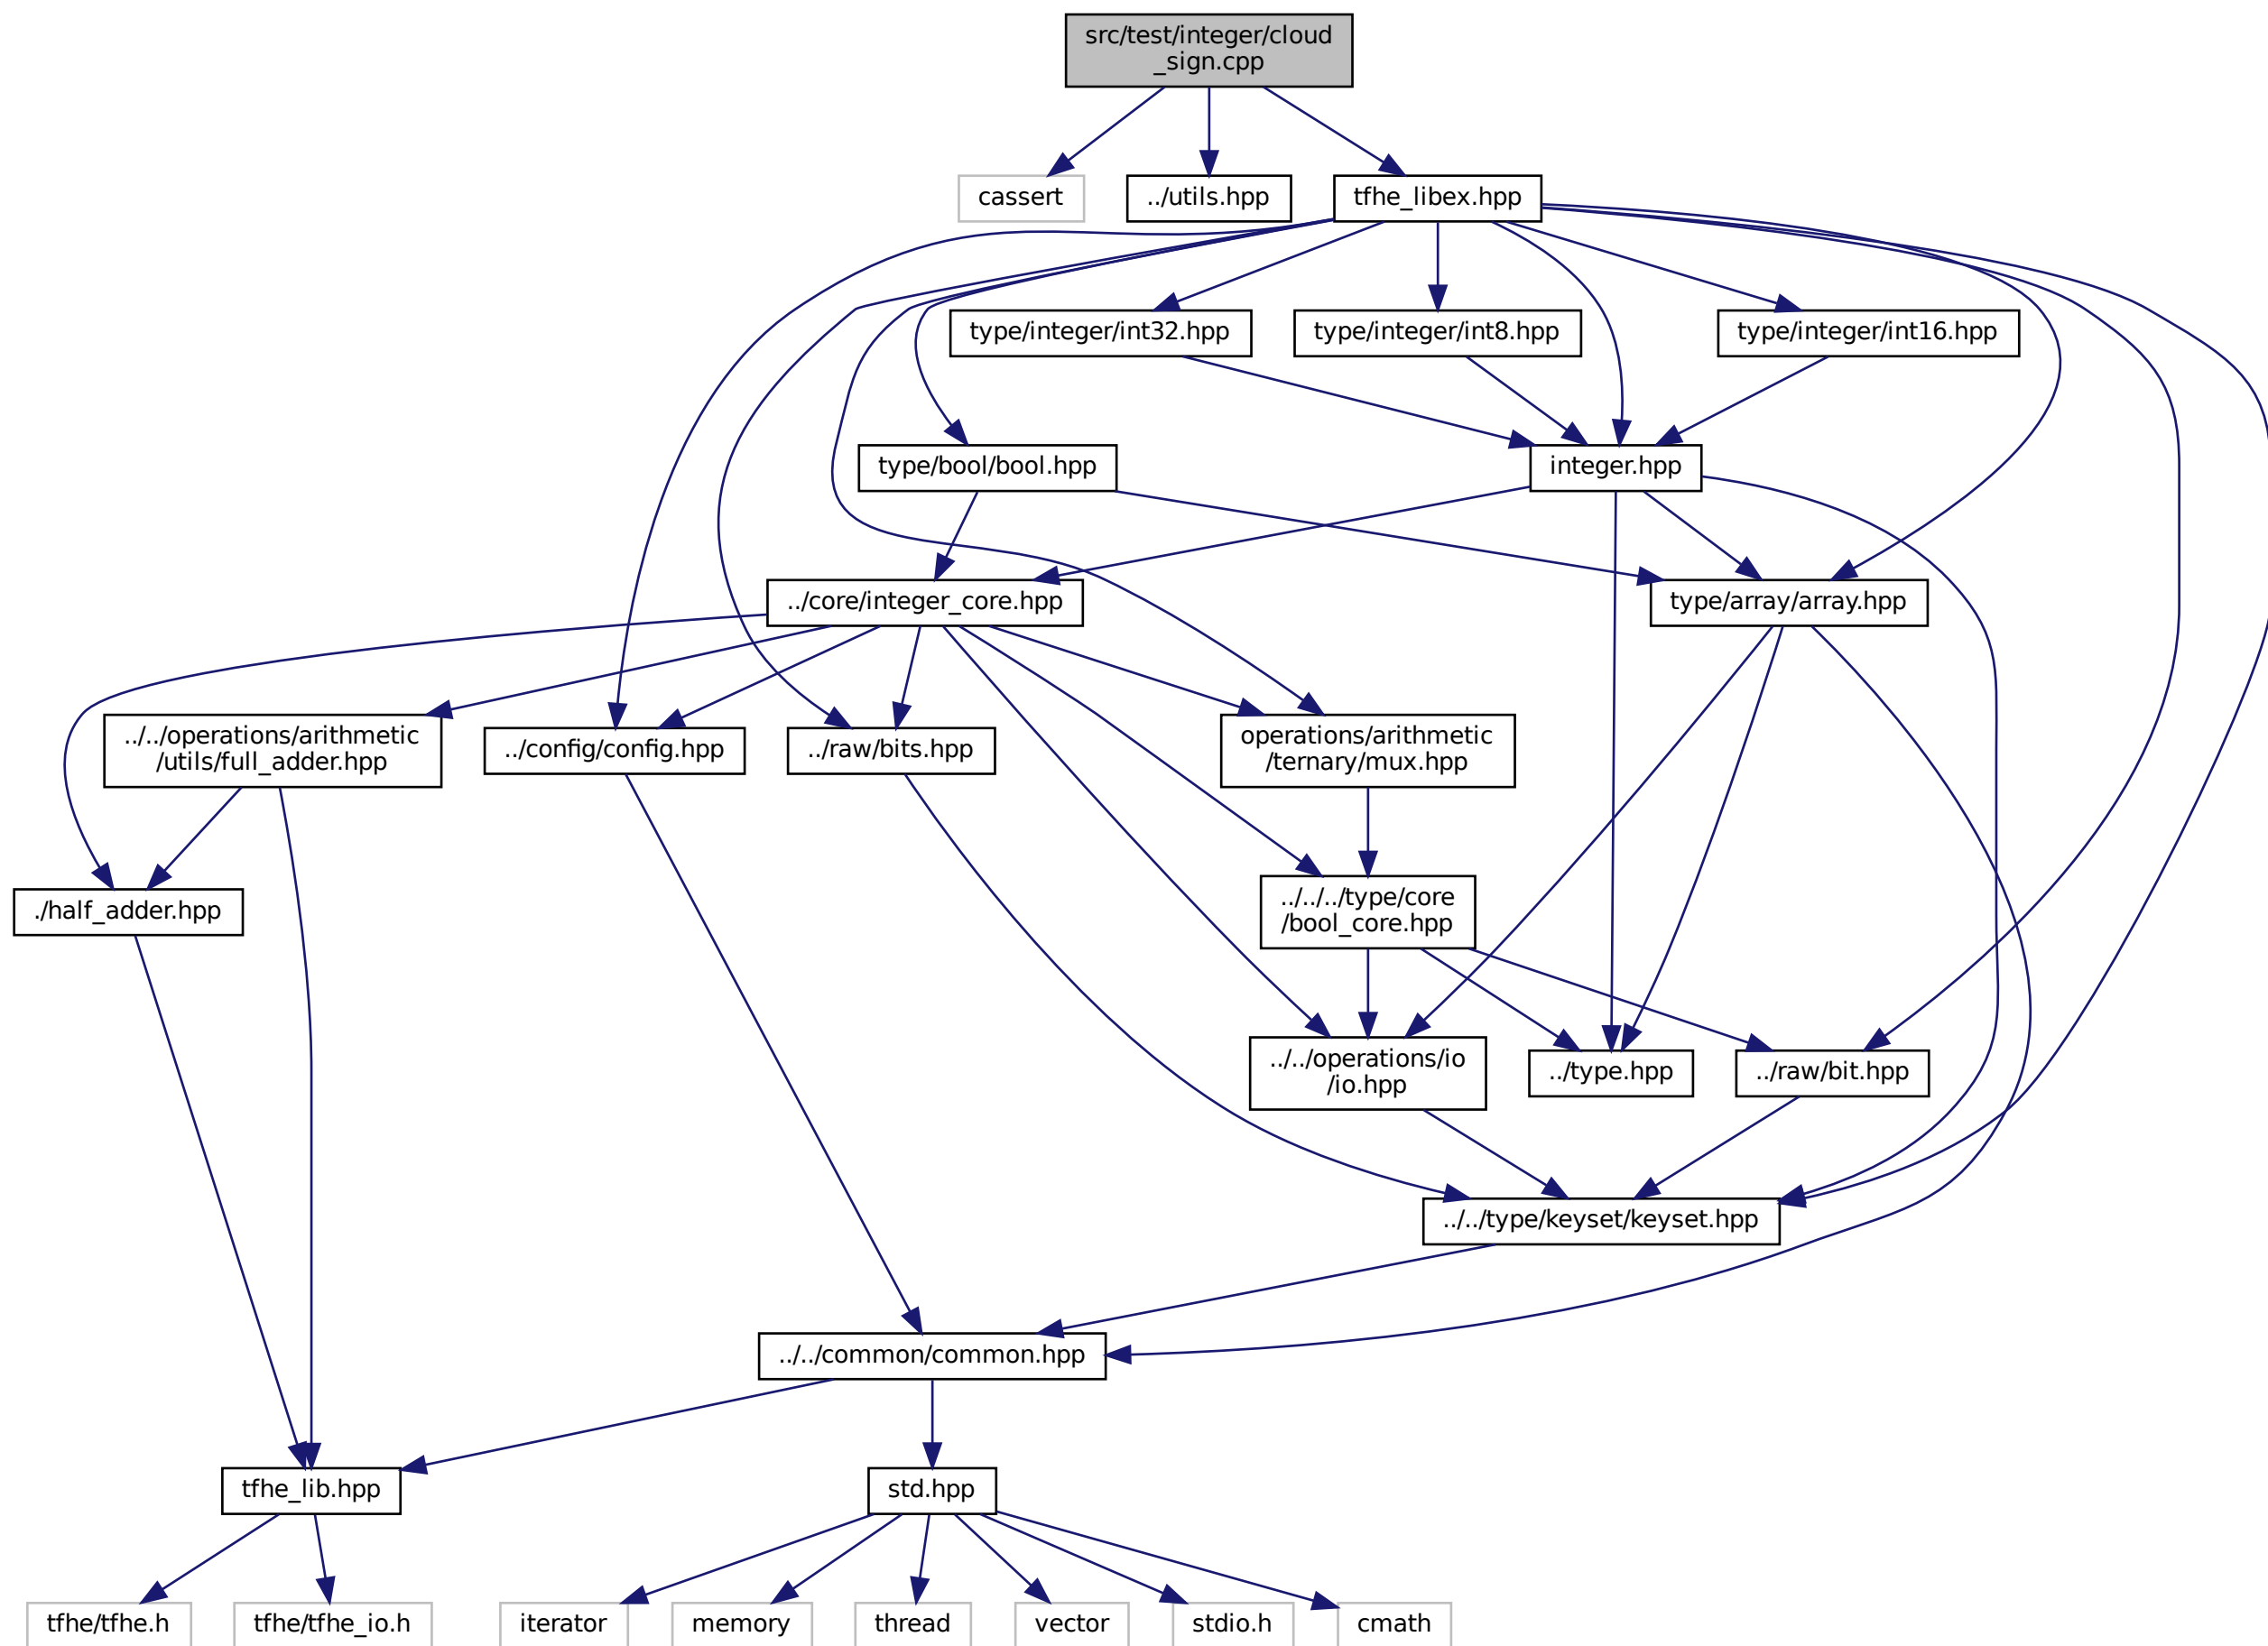 src/test/integer/cloud
_sign.cpp
cassert
../utils.hpp
tfhe_libex.hpp
type/integer/int32.hpp
type/integer/int8.hpp
type/integer/int16.hpp
type/bool/bool.hpp
integer.hpp
../core/integer_core.hpp
type/array/array.hpp
../../operations/arithmetic
/utils/full_adder.hpp
../config/config.hpp
../raw/bits.hpp
operations/arithmetic
/ternary/mux.hpp
./half_adder.hpp
../../../type/core
/bool_core.hpp
../../operations/io
/io.hpp
../type.hpp
../raw/bit.hpp
../../type/keyset/keyset.hpp
../../common/common.hpp
tfhe_lib.hpp
std.hpp
tfhe/tfhe.h
tfhe/tfhe_io.h
iterator
memory
thread
vector
stdio.h
cmath